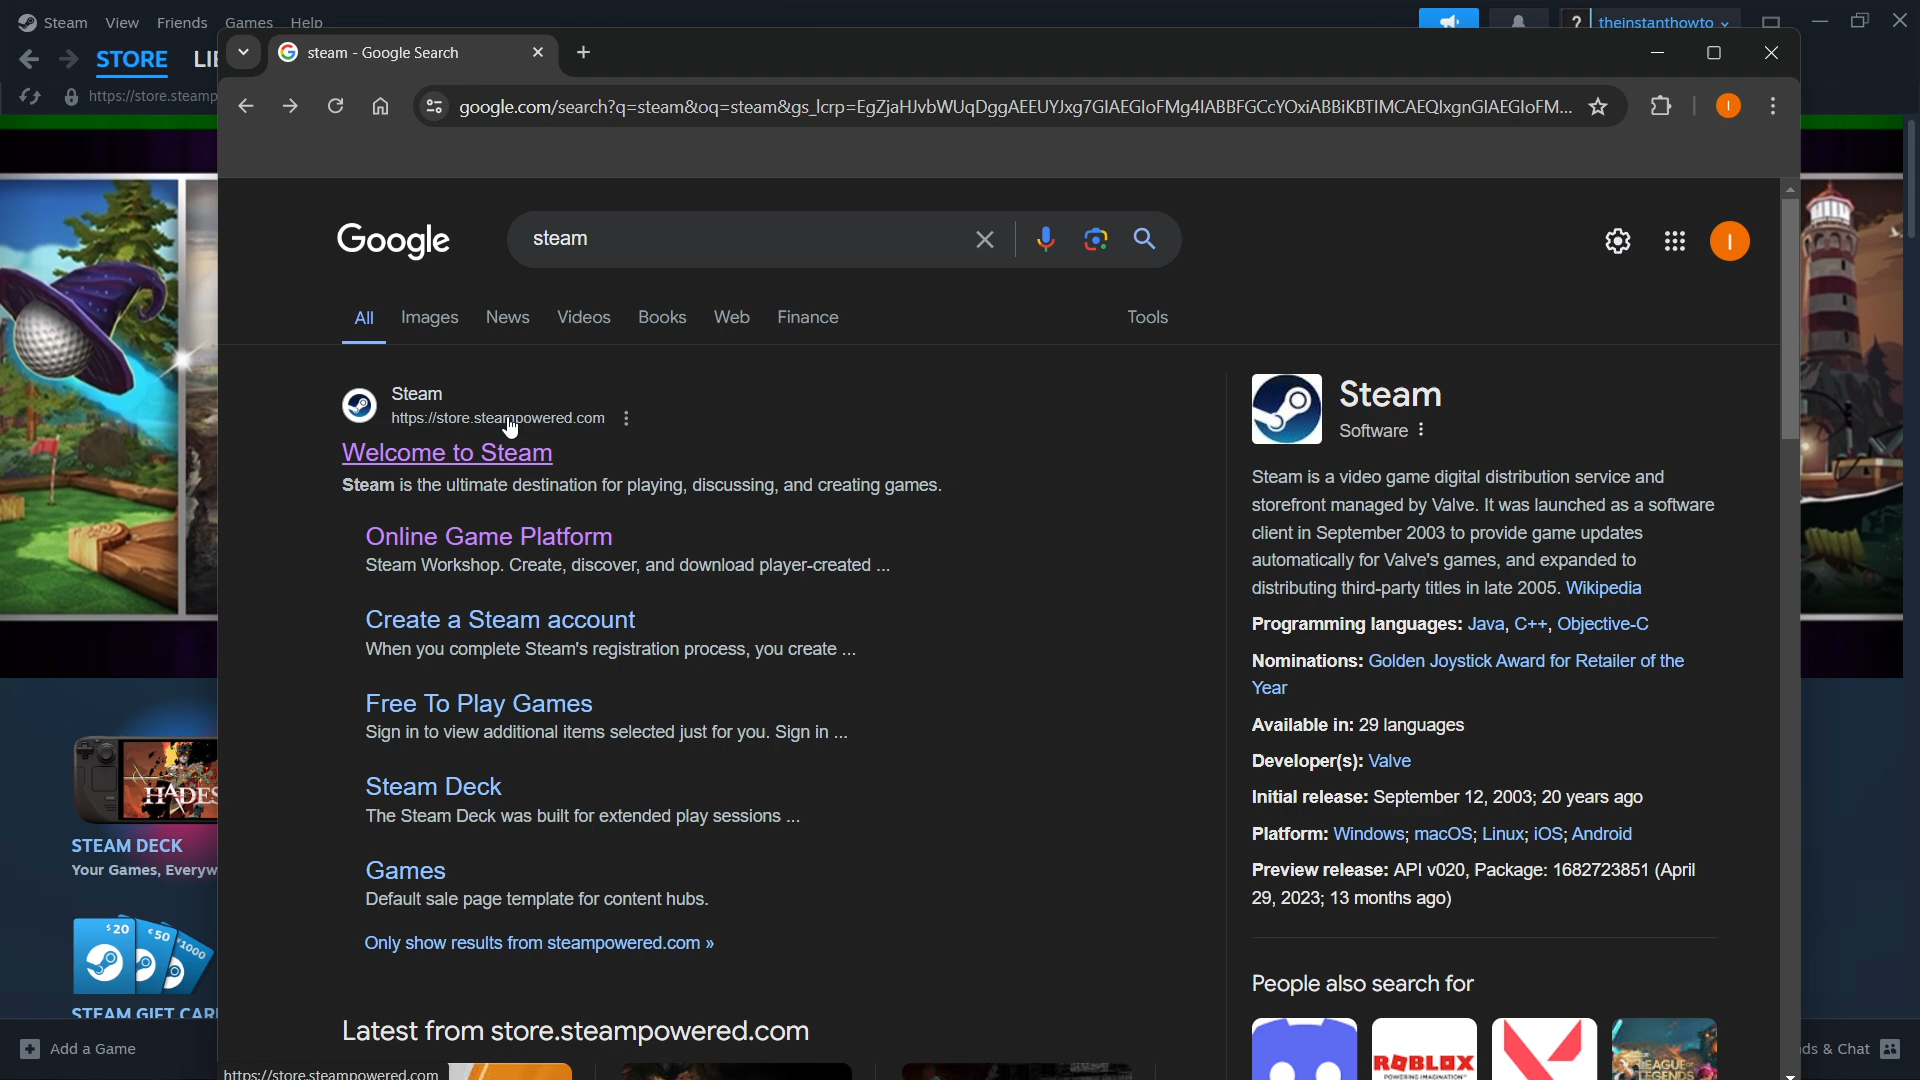 Steam View Friends Games Help
? theinstanthowto
STORE
steam - Google Search
https://store.steamp
google.com/search?q=steam&oq=steam&gs_lcrp=EgZjaHJvbWUqDggAEEUYJxg7GIAEGIoFMg4IABBFGCcYOxiABBiKBTIMCAEQIxgnGIAEGIoFM...
I
Google
steam
I
All Images News Videos Books Web Finance Tools
Steam
https://store.steampowered.com
Welcome to Steam
Steam is the ultimate destination for playing, discussing, and creating games.
Online Game Platform
Steam Workshop. Create, discover, and download player-created ...
Create a Steam account
When you complete Steam's registration process, you create ...
Free To Play Games
Sign in to view additional items selected just for you. Sign in ...
Steam Deck
The Steam Deck was built for extended play sessions ...
Games
Default sale page template for content hubs.
Only show results from steampowered.com »
Latest from store.steampowered.com
https://store.steampowered.com
Steam
Software
Steam is a video game digital distribution service and
storefront managed by Valve. It was launched as a software
client in September 2003 to provide game updates
automatically for Valve's games, and expanded to
distributing third-party titles in late 2005. Wikipedia
Programming languages: Java, C++, Objective-C
Nominations: Golden Joystick Award for Retailer of the
Year
Available in: 29 languages
Developer(s): Valve
Initial release: September 12, 2003; 20 years ago
Platform: Windows; macOS; Linux; iOS; Android
Preview release: API v020, Package: 1682723851 (April
29, 2023; 13 months ago)
People also search for
ROBLOX
POWERING IMAGINATION
LEAGUE
LEGENDS
HADES
STEAM DECK
Your Games, Everyw
$20 €50 ¥1000
STEAM GIFT CAR
Add a Game
ds & Chat